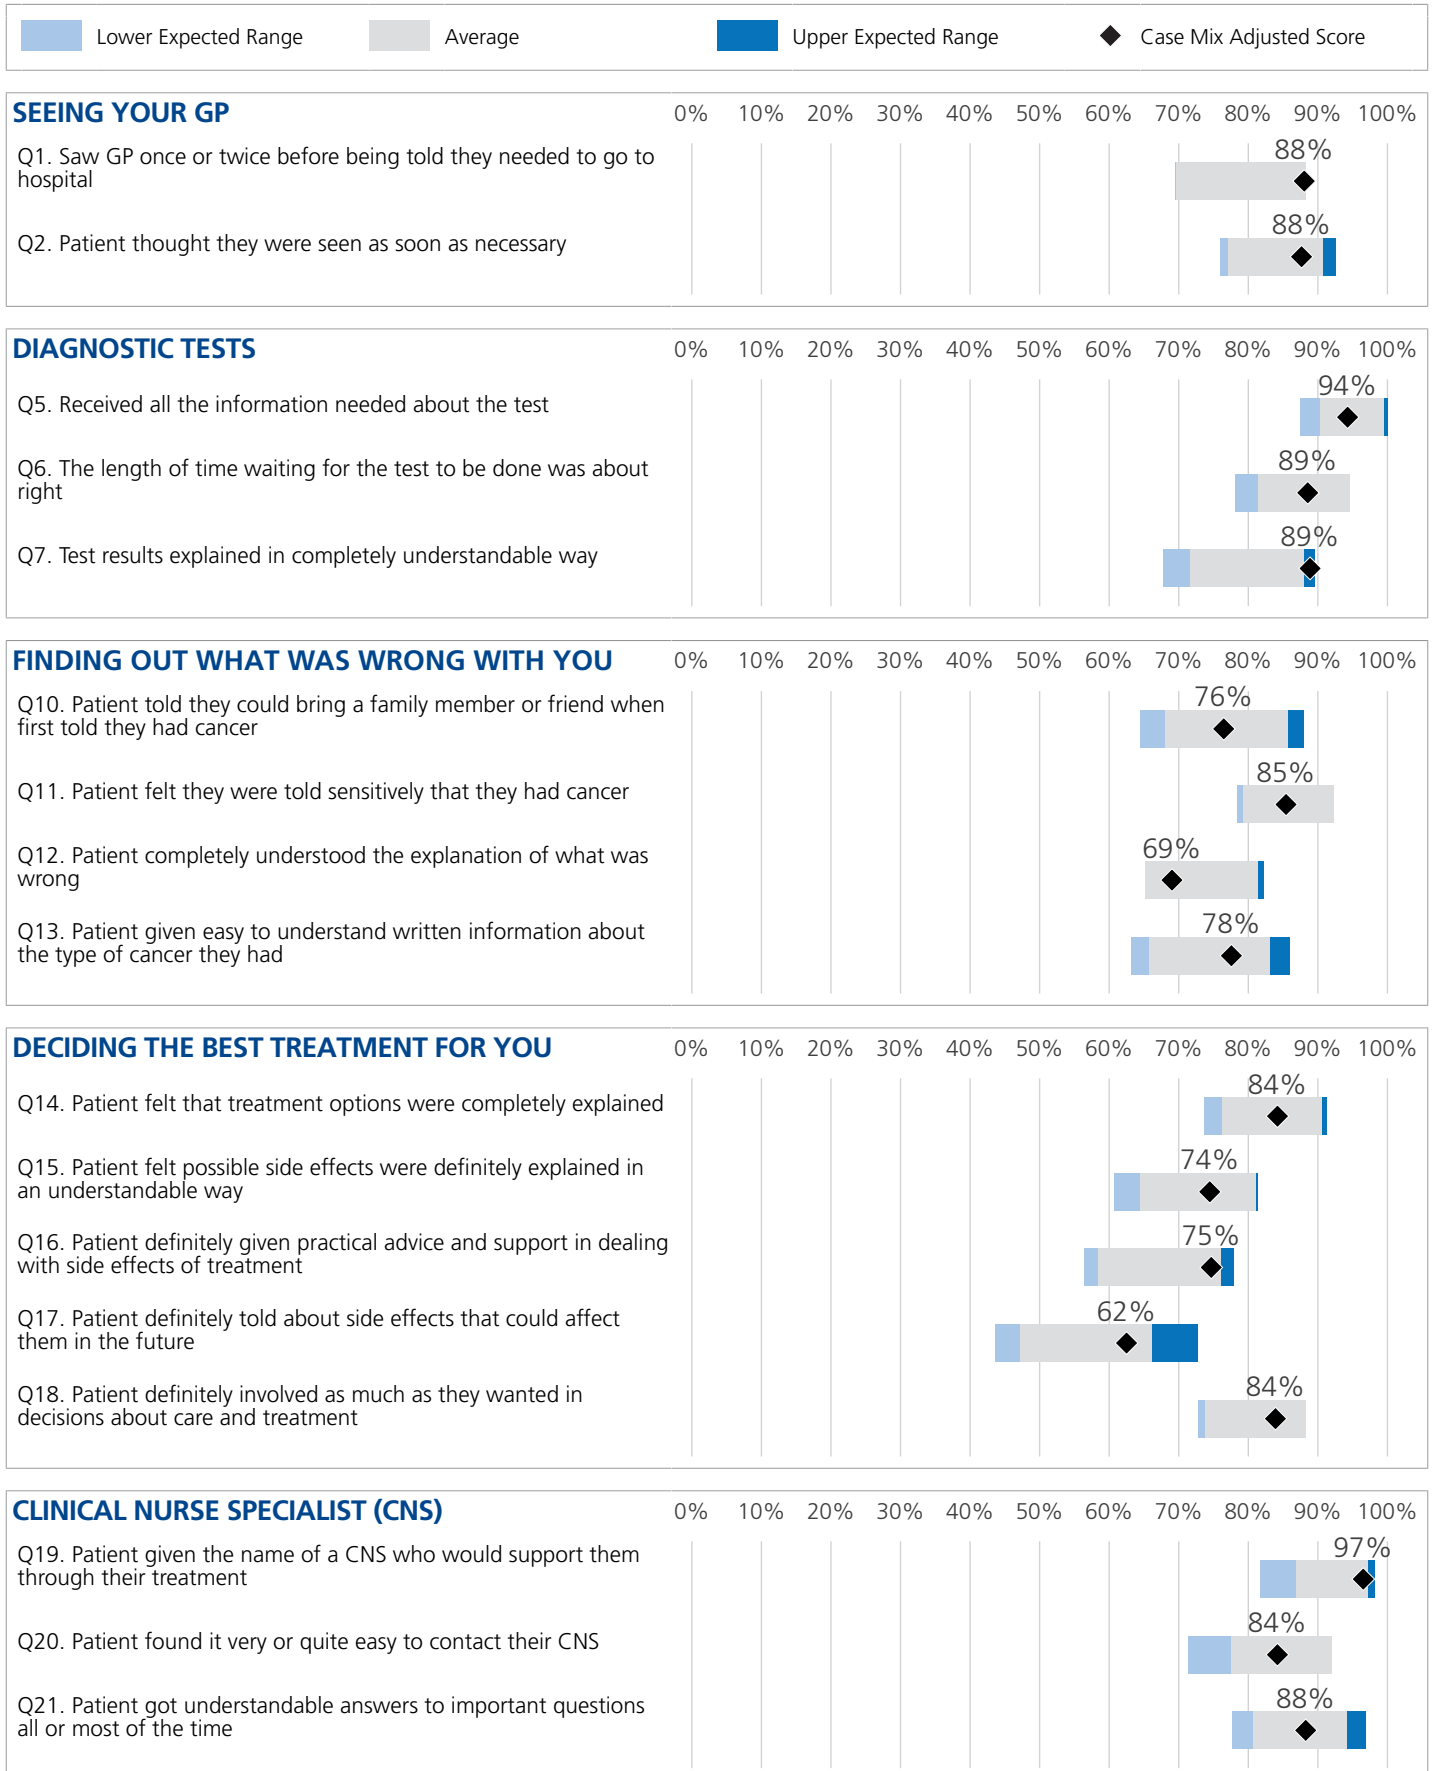 Lower Expected Range Average Upper Expected Range Case Mix Adjusted Score
SEEING YOUR GP 0% 10% 20% 30% 40% 50% 60% 70% 80% 90% 100%
Q1. Saw GP once or twice before being told they needed to go to
hospital
88%
Q2. Patient thought they were seen as soon as necessary
88%
DIAGNOSTIC TESTS 0% 10% 20% 30% 40% 50% 60% 70% 80% 90% 100%
Q5. Received all the information needed about the test
94%
Q6. The length of time waiting for the test to be done was about
right
89%
Q7. Test results explained in completely understandable way
89%
FINDING OUT WHAT WAS WRONG WITH YOU 0% 10% 20% 30% 40% 50% 60% 70% 80% 90% 100%
Q10. Patient told they could bring a family member or friend when
first told they had cancer
76%
Q11. Patient felt they were told sensitively that they had cancer
85%
Q12. Patient completely understood the explanation of what was
wrong
69%
Q13. Patient given easy to understand written information about
the type of cancer they had
78%
DECIDING THE BEST TREATMENT FOR YOU 0% 10% 20% 30% 40% 50% 60% 70% 80% 90% 100%
Q14. Patient felt that treatment options were completely explained
84%
Q15. Patient felt possible side effects were definitely explained in
an understandable way
74%
Q16. Patient definitely given practical advice and support in dealing
with side effects of treatment
75%
Q17. Patient definitely told about side effects that could affect
them in the future
62%
Q18. Patient definitely involved as much as they wanted in
decisions about care and treatment
84%
CLINICAL NURSE SPECIALIST (CNS) 0% 10% 20% 30% 40% 50% 60% 70% 80% 90% 100%
Q19. Patient given the name of a CNS who would support them
through their treatment
97%
Q20. Patient found it very or quite easy to contact their CNS
84%
Q21. Patient got understandable answers to important questions
all or most of the time
88%